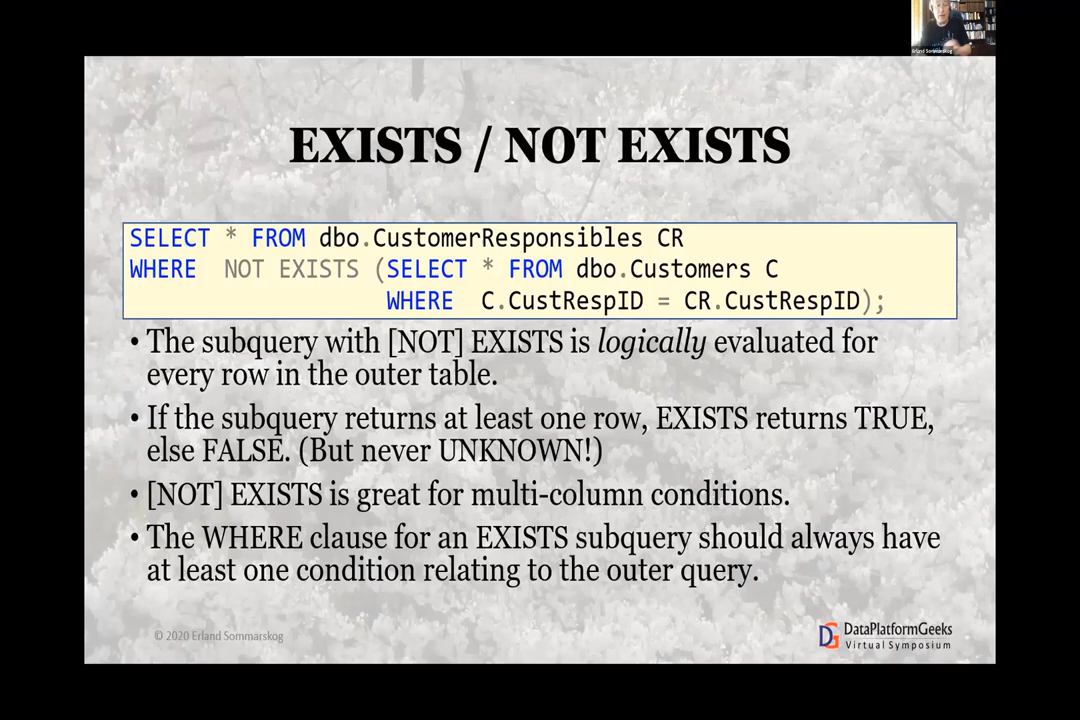 Erland Sommarskog
EXISTS / NOT EXISTS
SELECT * FROM dbo.CustomerResponsibles CR
WHERE NOT EXISTS (SELECT * FROM dbo.Customers C
WHERE C.CustRespID = CR.CustRespID);
• The subquery with [NOT] EXISTS is logically evaluated for
every row in the outer table.
• If the subquery returns at least one row, EXISTS returns TRUE,
else FALSE. (But never UNKNOWN!)
• [NOT] EXISTS is great for multi-column conditions.
• The WHERE clause for an EXISTS subquery should always have
at least one condition relating to the outer query.
© 2020 Erland Sommarskog
DG DataPlatformGeeks
Virtual Symposium